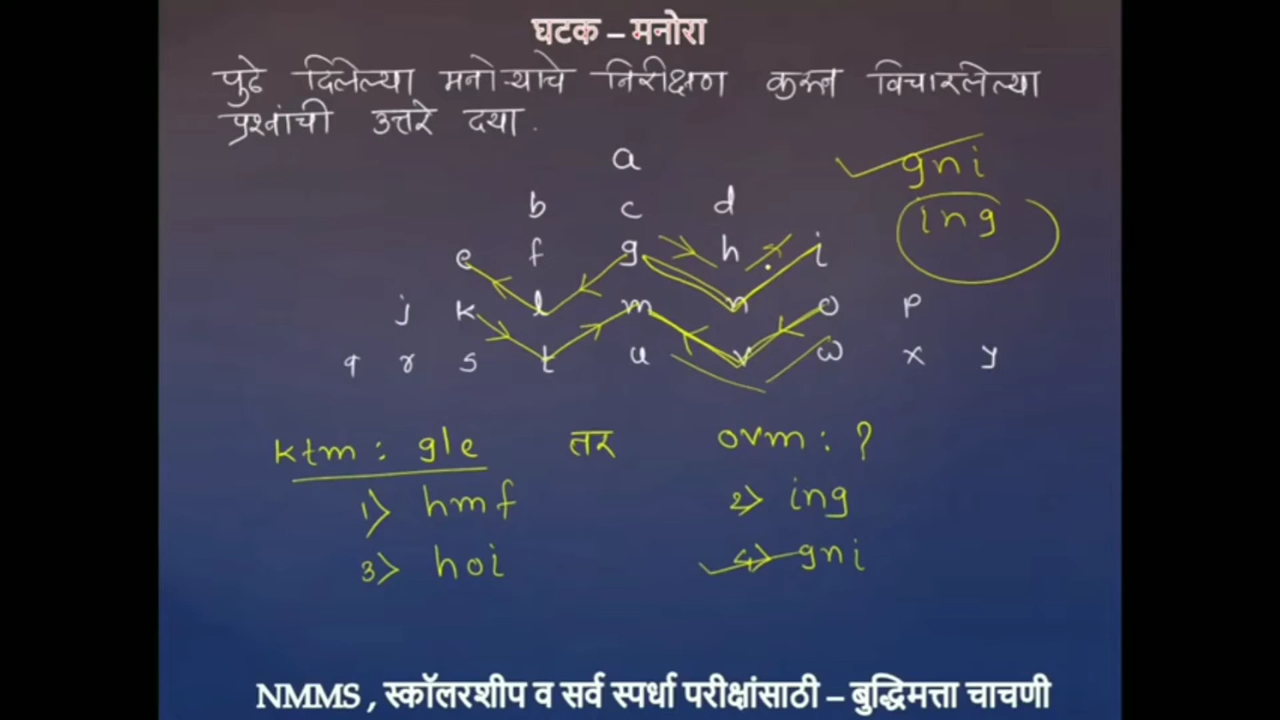 घटक – मनोरा
पुढे दिलेल्या मनोऱ्याचे निरीक्षण करून विचारलेल्या
प्रश्नांची उत्तरे दया.
a
b c d
e f g h i
j k l m n o p
q r s t u v w x y
gni
ing
ktm : gle तर ovm : ?
1) hmf 2) ing
3) hoi 4) gni
NMMS , स्कॉलरशीप व सर्व स्पर्धा परीक्षांसाठी – बुद्धिमत्ता चाचणी